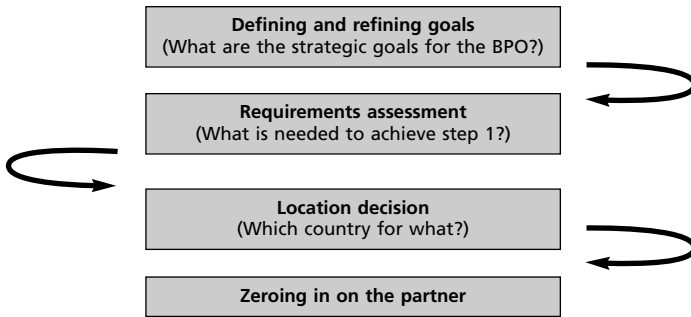 Defining and refining goals
(What are the strategic goals for the BPO?)
Requirements assessment
(What is needed to achieve step 1?)
Location decision
(Which country for what?)
Zeroing in on the partner